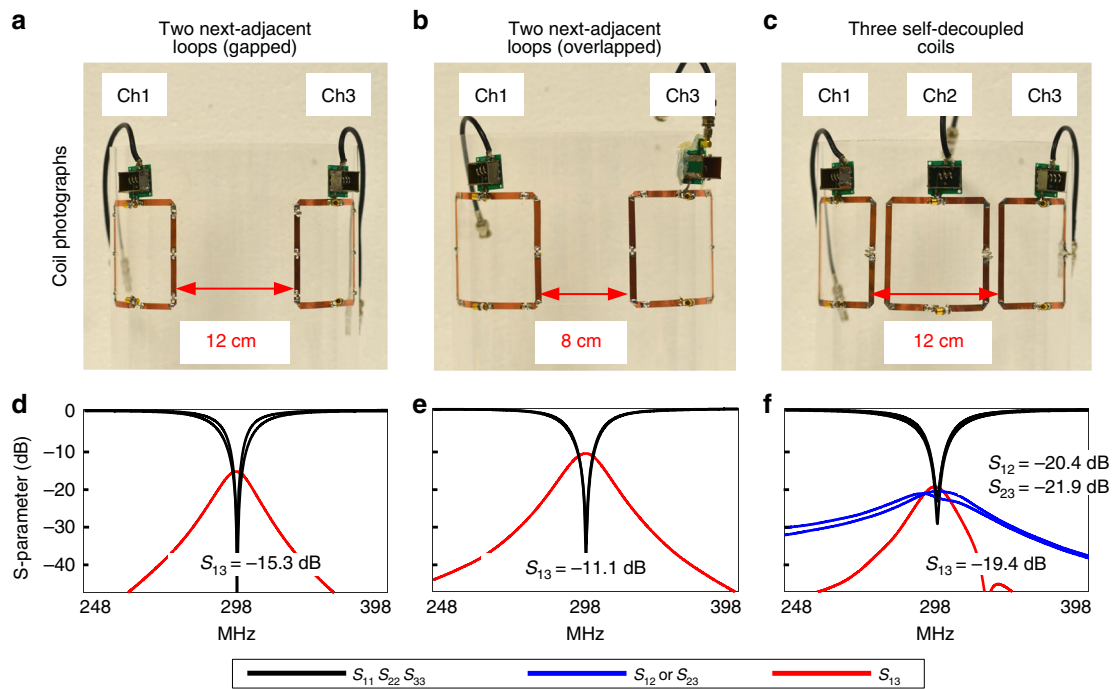 a
Two next-adjacent
loops (gapped)
b
Two next-adjacent
loops (overlapped)
c
Three self-decoupled
coils
Coil photographs
Ch1
Ch3
12 cm
Ch1
Ch3
8 cm
Ch1
Ch2
Ch3
12 cm
d
S-parameter (dB)
0
−10
−20
−30
−40
S13 = −15.3 dB
248
298
398
MHz
e
S13 = −11.1 dB
248
298
398
MHz
f
S12 = −20.4 dB
S23 = −21.9 dB
S13 = −19.4 dB
248
298
398
MHz
S11 S22 S33
S12 or S23
S13